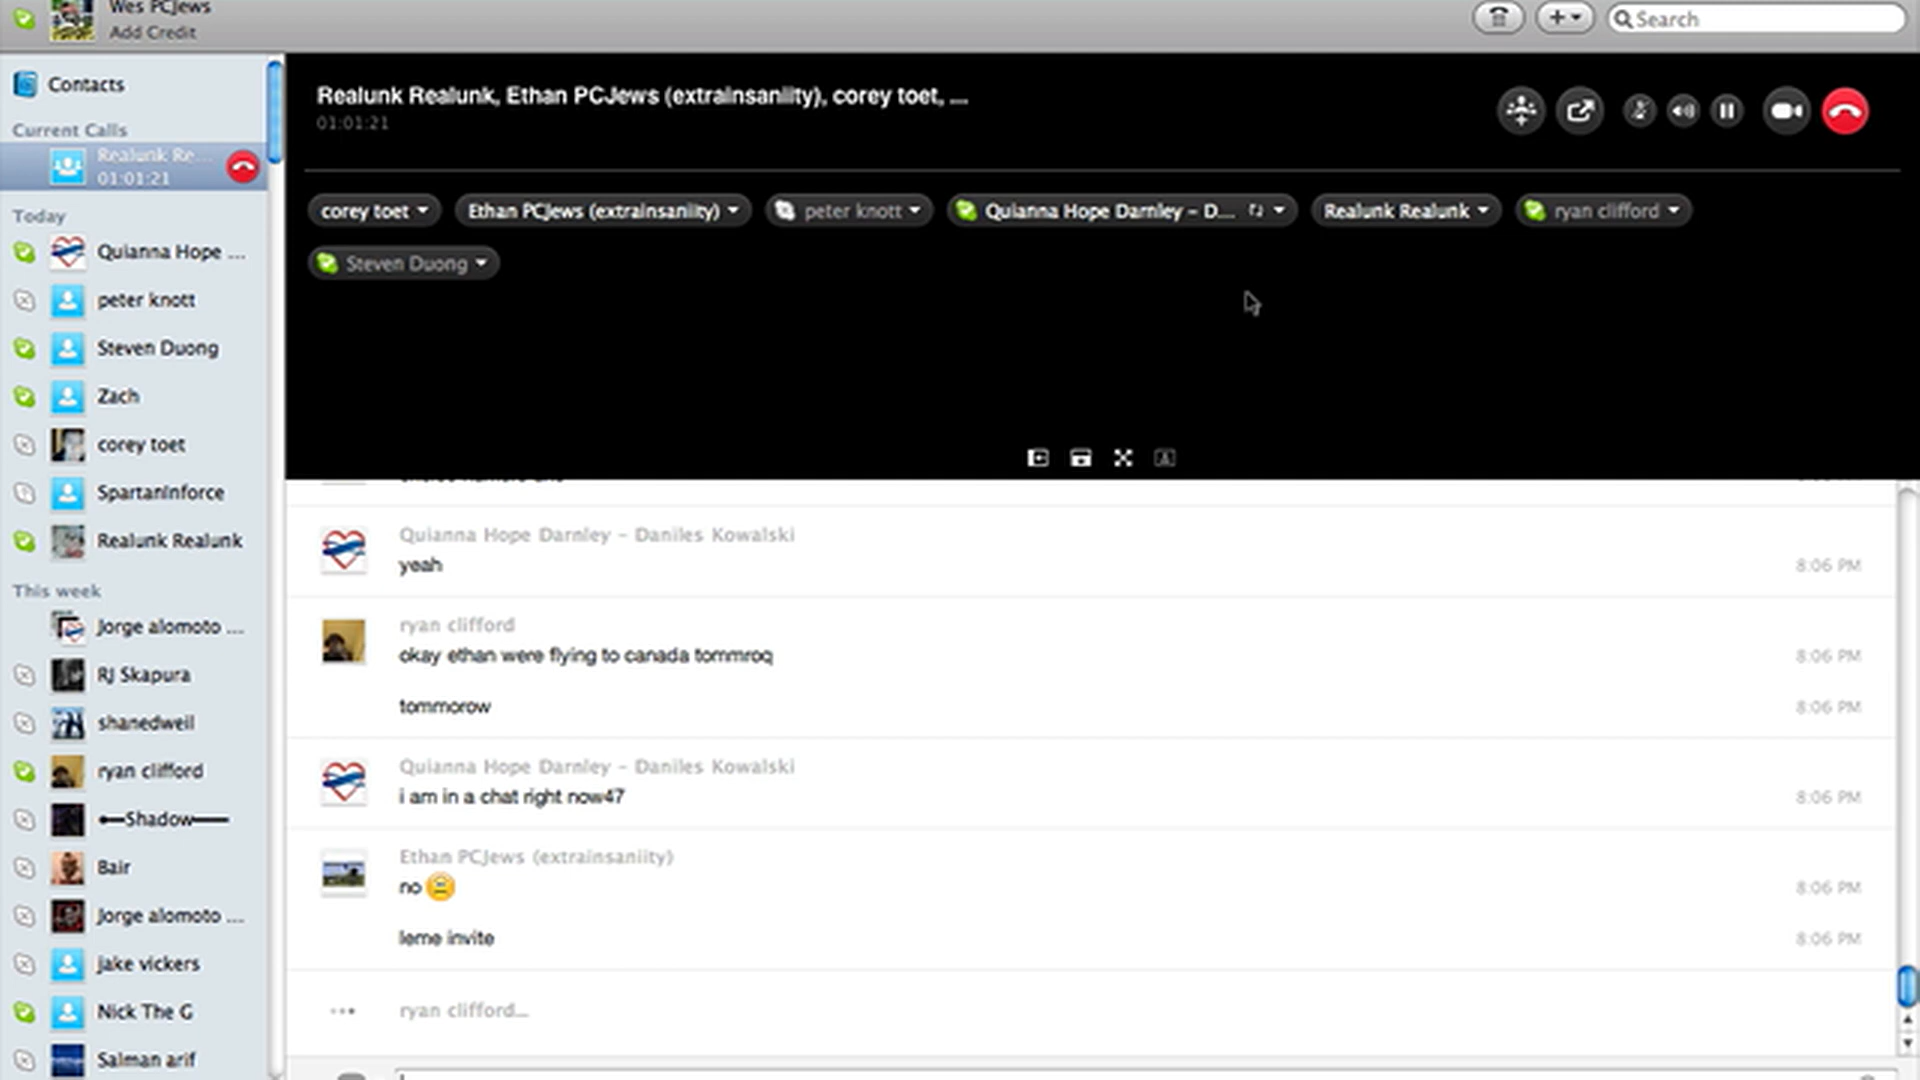 Wes PCJews
Add Credit
Search
Contacts
Current Calls
Realunk Re...
01:01:21
Today
Quianna Hope ...
peter knott
Steven Duong
Zach
corey toet
SpartanInforce
Realunk Realunk
This week
Jorge alomoto ...
RJ Skapura
shanedweil
ryan clifford
Shadow
Bair
Jorge alomoto ...
Jake vickers
Nick The G
Salman arif
Realunk Realunk, Ethan PCJews (extrainsaniity), corey toet, ...
01:01:21
corey toet
Ethan PCJews (extrainsaniity)
peter knott
Quianna Hope Darnley - D...
Realunk Realunk
ryan clifford
Steven Duong
Quianna Hope Darnley - Daniles Kowalski
yeah 8:06 PM
ryan clifford
okay ethan were flying to canada tommroq 8:06 PM
tommorow 8:06 PM
Quianna Hope Darnley - Daniles Kowalski
i am in a chat right now47 8:06 PM
Ethan PCJews (extrainsaniity)
no 8:06 PM
leme invite 8:06 PM
ryan clifford...